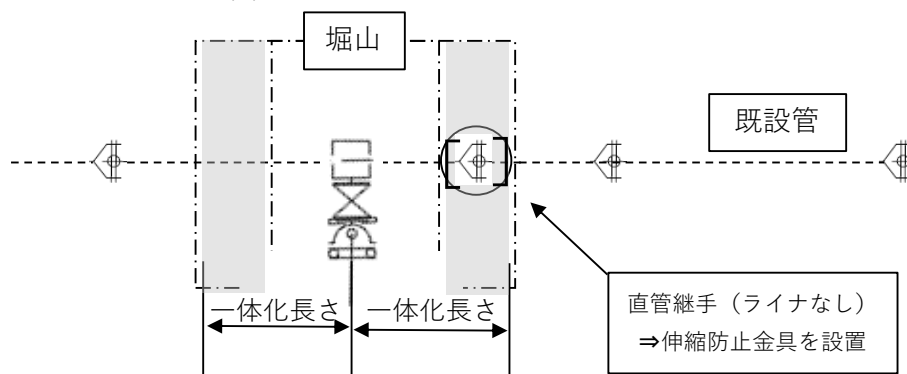 堀山
既設管
一体化長さ
一体化長さ
直管継手（ライナなし）
⇒伸縮防止金具を設置